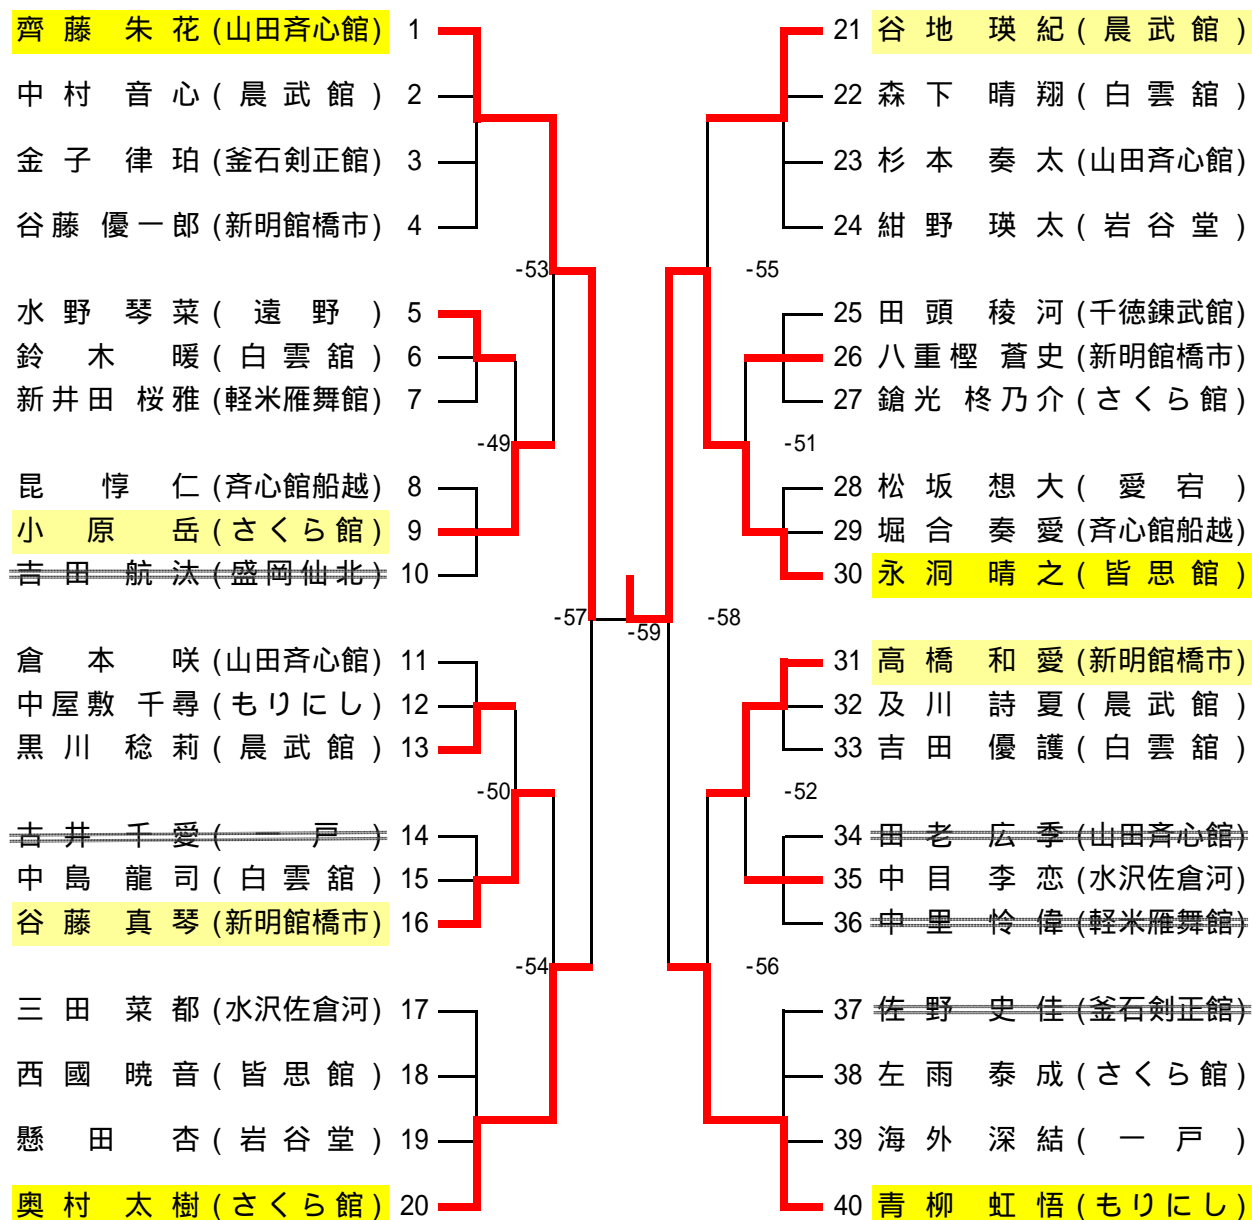 齊藤 朱花 (山田斉心館) 1
中村 音心 (晨武館) 2
金子 律珀 (釜石剣正館) 3
谷藤 優一郎 (新明館橋市) 4
-53
水野 琴菜 (遠野) 5
鈴木 暖 (白雲舘) 6
新井田 桜雅 (軽米雁舞館) 7
-49
昆 惇仁 (斉心館船越) 8
小原 岳 (さくら館) 9
吉田 航汰 (盛岡仙北) 10
-57
倉本 咲 (山田斉心館) 11
中屋敷 千尋 (もりにし) 12
黒川 稔莉 (晨武館) 13
-50
古井 千愛 (一戸) 14
中島 龍司 (白雲舘) 15
谷藤 真琴 (新明館橋市) 16
-54
三田 菜都 (水沢佐倉河) 17
西國 暁音 (皆思館) 18
懸田 杏 (岩谷堂) 19
奥村 太樹 (さくら館) 20
-59
21 谷地 瑛紀 (晨武館)
22 森下 晴翔 (白雲舘)
23 杉本 奏太 (山田斉心館)
24 紺野 瑛太 (岩谷堂)
-55
25 田頭 稜河 (千徳錬武館)
26 八重樫 蒼史 (新明館橋市)
27 鎗光 柊乃介 (さくら館)
-51
28 松坂 想大 (愛宕)
29 堀合 奏愛 (斉心館船越)
30 永洞 晴之 (皆思館)
-58
31 高橋 和愛 (新明館橋市)
32 及川 詩夏 (晨武館)
33 吉田 優護 (白雲舘)
-52
34 田老 広季 (山田斉心館)
35 中目 李恋 (水沢佐倉河)
36 中里 怜偉 (軽米雁舞館)
-56
37 佐野 史佳 (釜石剣正館)
38 左雨 泰成 (さくら館)
39 海外 深結 (一戸)
40 青柳 虹悟 (もりにし)